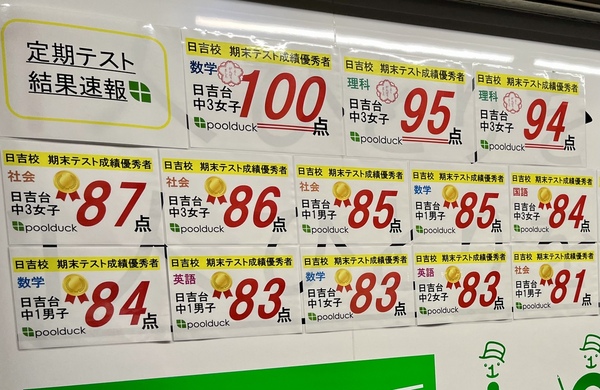 定期テスト
結果速報
日吉校 期末テスト成績優秀者
数学
日吉台
中3女子
100点
poolduck
日吉校 期末テスト成績優秀者
理科
日吉台
中3女子
95点
poolduck
日吉校 期末テスト成績優秀者
理科
日吉台
中3女子
94点
poolduck
日吉校 期末テスト成績優秀者
社会
日吉台
中3女子
87点
poolduck
日吉校 期末テスト成績優秀者
社会
日吉台
中3女子
86点
poolduck
日吉校 期末テスト成績優秀者
社会
日吉台
中1男子
85点
poolduck
日吉校 期末テスト成績優秀者
数学
日吉台
中1男子
85点
poolduck
日吉校 期末テスト成績優秀者
国語
日吉台
中3女子
84点
poolduck
日吉校 期末テスト成績優秀者
数学
日吉台
中1男子
84点
poolduck
日吉校 期末テスト成績優秀者
英語
日吉台
中1男子
83点
poolduck
日吉校 期末テスト成績優秀者
数学
日吉台
中1女子
83点
poolduck
日吉校 期末テスト成績優秀者
英語
日吉台
中2女子
83点
poolduck
日吉校 期末テスト成績優秀者
社会
日吉台
中1男子
81点
poolduck